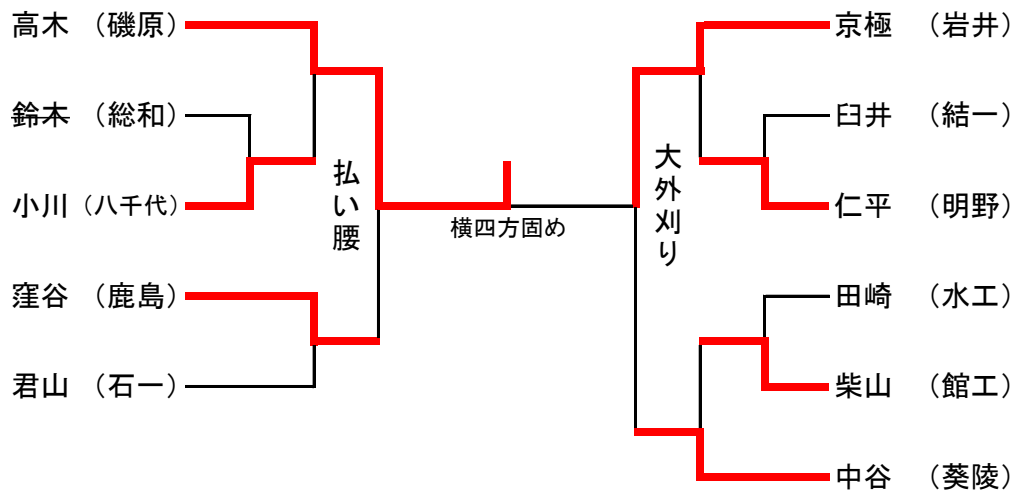 高木 （磯原）
鈴木 （総和）
小川（八千代）
窪谷 （鹿島）
君山 （石一）
払い腰
横四方固め
大外刈り
京極 （岩井）
臼井 （結一）
仁平 （明野）
田崎 （水工）
柴山 （館工）
中谷 （葵陵）